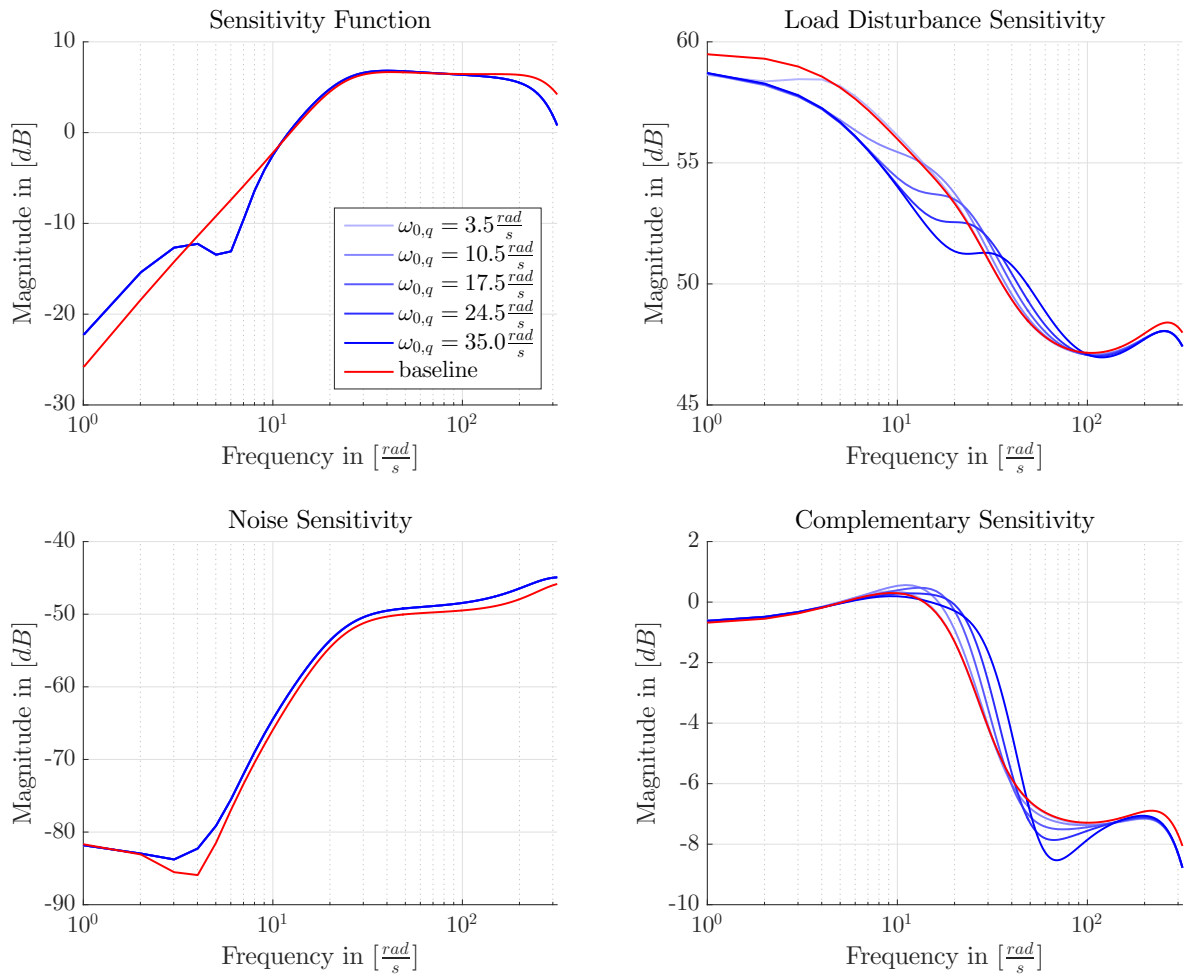 Sensitivity Function
10
0
-10
-20
-30
Magnitude in [dB]
10^0
10^1
10^2
Frequency in [rad/s]
ω_{0,q} = 3.5 rad/s
ω_{0,q} = 10.5 rad/s
ω_{0,q} = 17.5 rad/s
ω_{0,q} = 24.5 rad/s
ω_{0,q} = 35.0 rad/s
baseline
Load Disturbance Sensitivity
60
55
50
45
Magnitude in [dB]
10^0
10^1
10^2
Frequency in [rad/s]
Noise Sensitivity
-40
-50
-60
-70
-80
-90
Magnitude in [dB]
10^0
10^1
10^2
Frequency in [rad/s]
Complementary Sensitivity
2
0
-2
-4
-6
-8
-10
Magnitude in [dB]
10^0
10^1
10^2
Frequency in [rad/s]